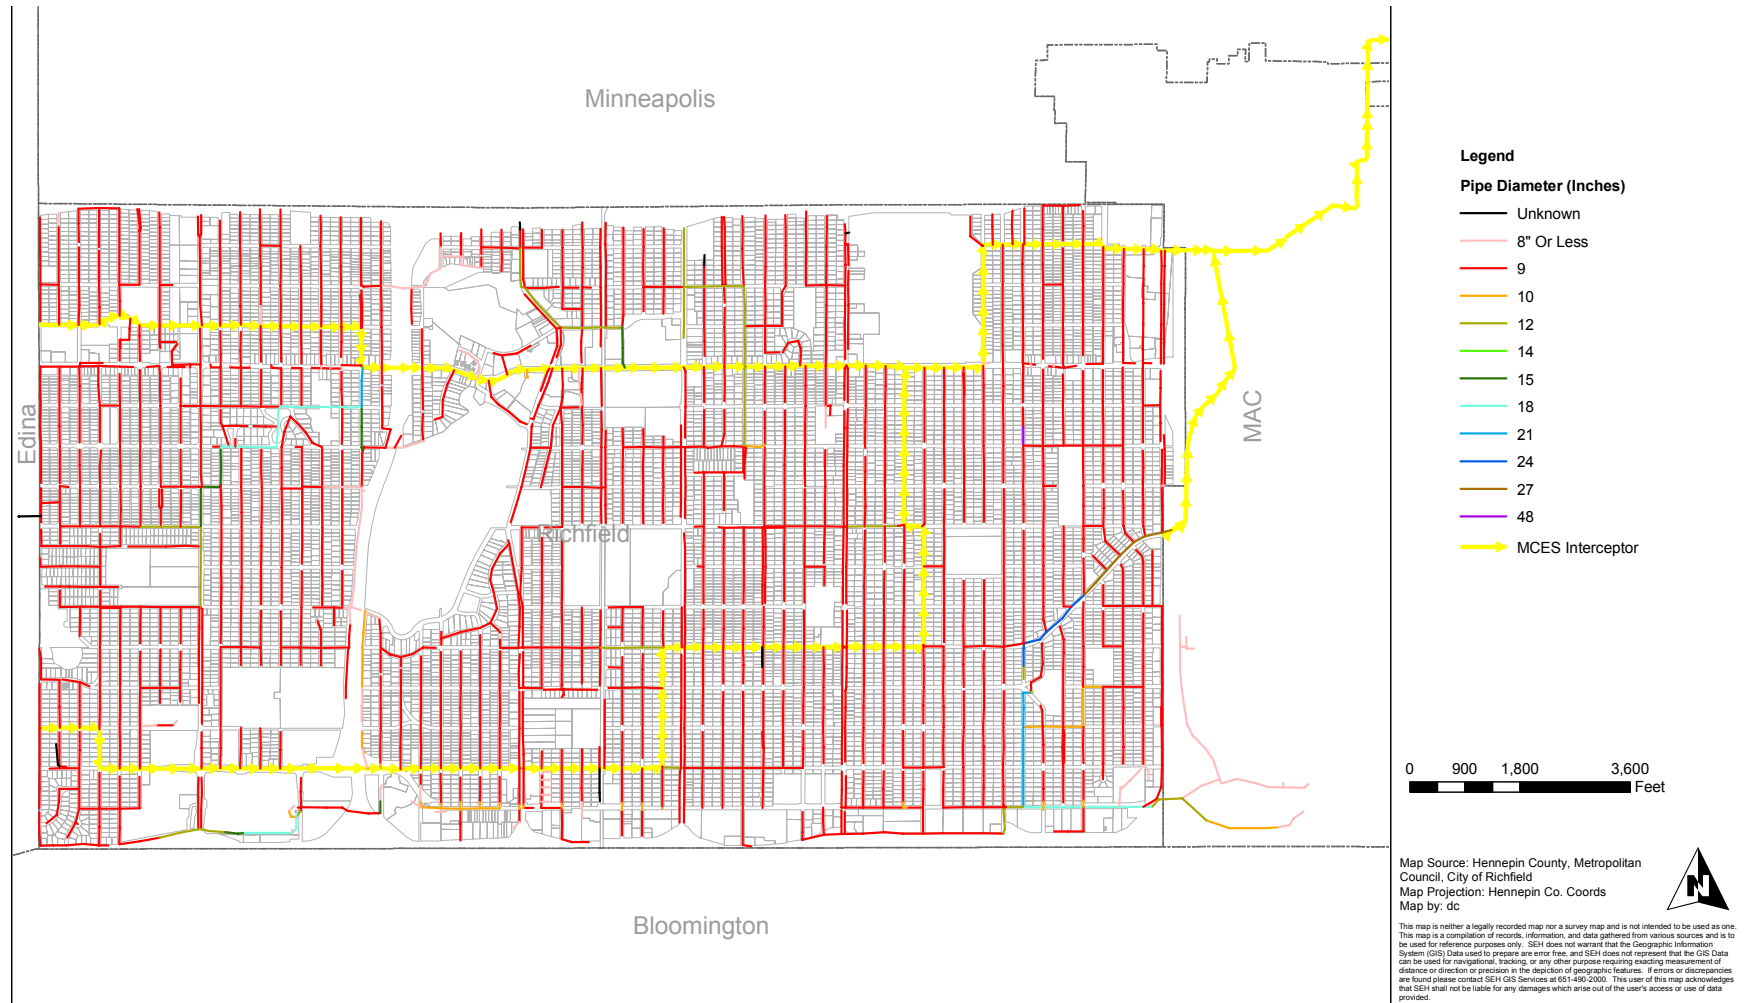 Minneapolis
Edina
MAC
Richfield
Bloomington
Legend
Pipe Diameter (Inches)
Unknown
8" Or Less
9
10
12
14
15
18
21
24
27
48
MCES Interceptor
0 900 1,800 3,600
Feet
Map Source: Hennepin County, Metropolitan
Council, City of Richfield
Map Projection: Hennepin Co. Coords
Map by: dc
N
This map is neither a legally recorded map nor a survey map and is not intended to be used as one.
This map is a compilation of records, information, and data gathered from various sources and is to
be used for reference purposes only. SEH does not warrant that the Geographic Information
System (GIS) Data used to prepare are error free, and SEH does not represent that the GIS Data
can be used for navigational, tracking, or any other purpose requiring exacting measurement of
distance or direction or precision in the depiction of geographic features. If errors or discrepancies
are found please contact SEH GIS Services at 651-490-2000. This user of this map acknowledges
that SEH shall not be liable for any damages which arise out of the user's access or use of data
provided.